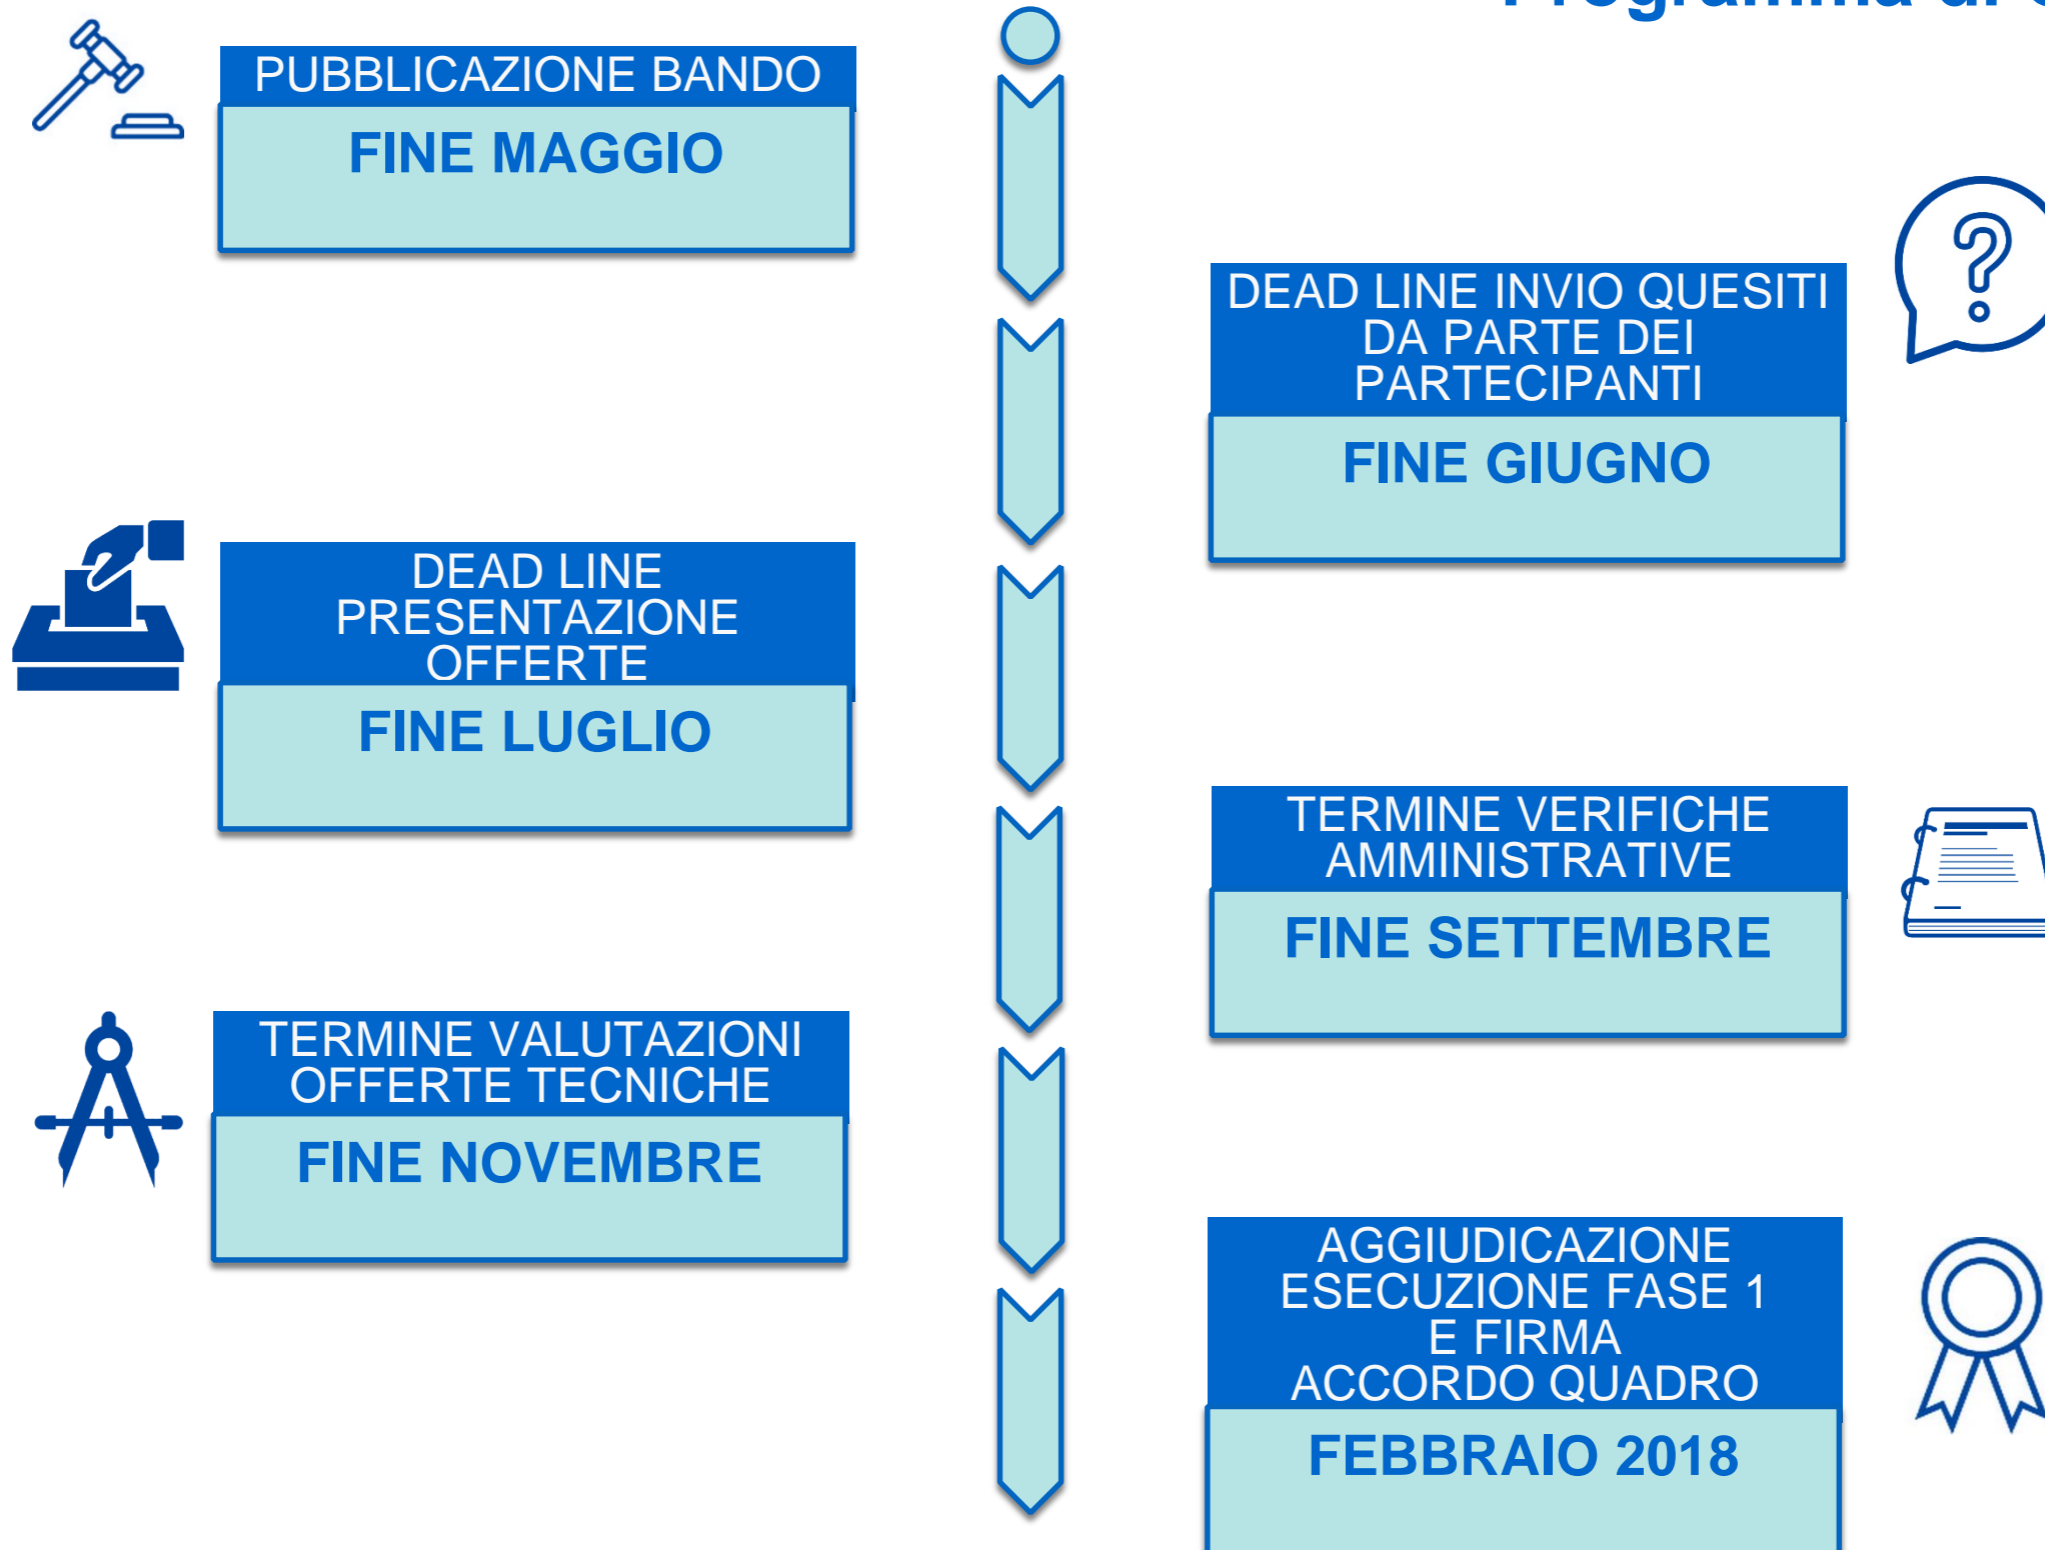 PUBBLICAZIONE BANDO
FINE MAGGIO
DEAD LINE INVIO QUESITI
DA PARTE DEI
PARTECIPANTI
FINE GIUGNO
DEAD LINE
PRESENTAZIONE
OFFERTE
FINE LUGLIO
TERMINE VERIFICHE
AMMINISTRATIVE
FINE SETTEMBRE
TERMINE VALUTAZIONI
OFFERTE TECNICHE
FINE NOVEMBRE
AGGIUDICAZIONE
ESECUZIONE FASE 1
E FIRMA
ACCORDO QUADRO
FEBBRAIO 2018